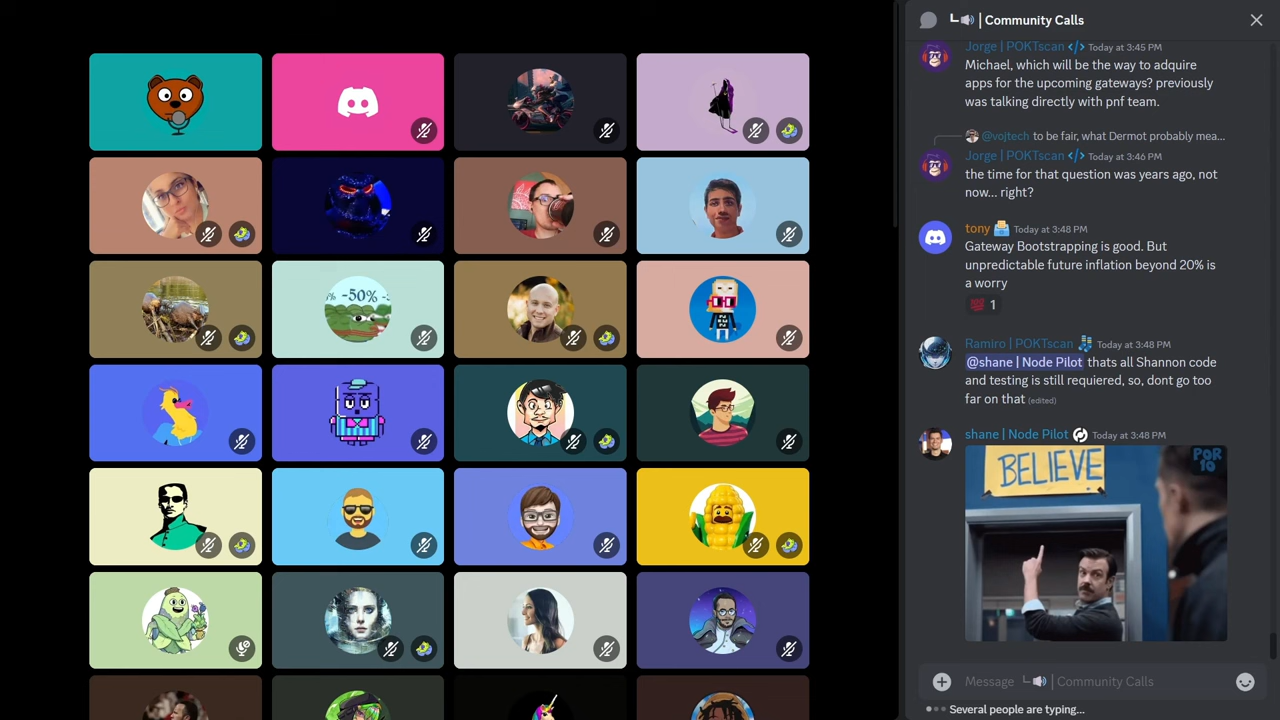 ┗🔊 | Community Calls
Jorge | POKTscan </> Today at 3:45 PM
Michael, which will be the way to adquire
apps for the upcoming gateways? previously
was talking directly with pnf team.
@vojtech to be fair, what Dermot probably mea...
Jorge | POKTscan </> Today at 3:46 PM
the time for that question was years ago, not
now... right?
tony Today at 3:48 PM
Gateway Bootstrapping is good. But
unpredictable future inflation beyond 20% is
a worry
💯 1
Ramiro | POKTscan Today at 3:48 PM
@shane | Node Pilot thats all Shannon code
and testing is still requiered, so, dont go too
far on that (edited)
shane | Node Pilot Today at 3:48 PM
BELIEVE
POR
10
Message ┗🔊 | Community Calls
Several people are typing...
% -50% -